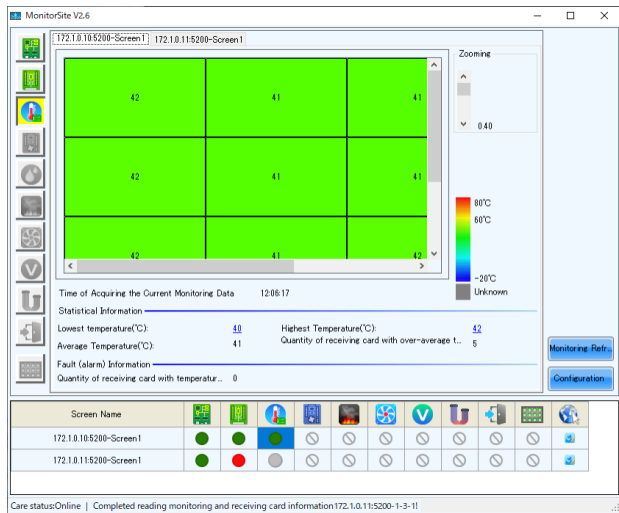 MonitorSite V2.6
172.1.0.10:5200-Screen1 172.1.0.11:5200-Screen1
Zooming
42 41 41
0.40
42 41 41
80℃
60℃
42 41 42
-20℃
Unknown
Time of Acquiring the Current Monitoring Data 12:06:17
Statistical Information
Lowest temperature(℃): 40 Highest Temperature(℃): 42
Average Temperature(℃): 41 Quantity of receiving card with over-average t... 5
Monitoring Refr...
Fault (alarm) Information
Quantity of receiving card with temperatur... 0
Configuration
Screen Name
172.1.0.10:5200-Screen1
172.1.0.11:5200-Screen1
Care status:Online | Completed reading monitoring and receiving card information172.1.0.11:5200-1-3-1!